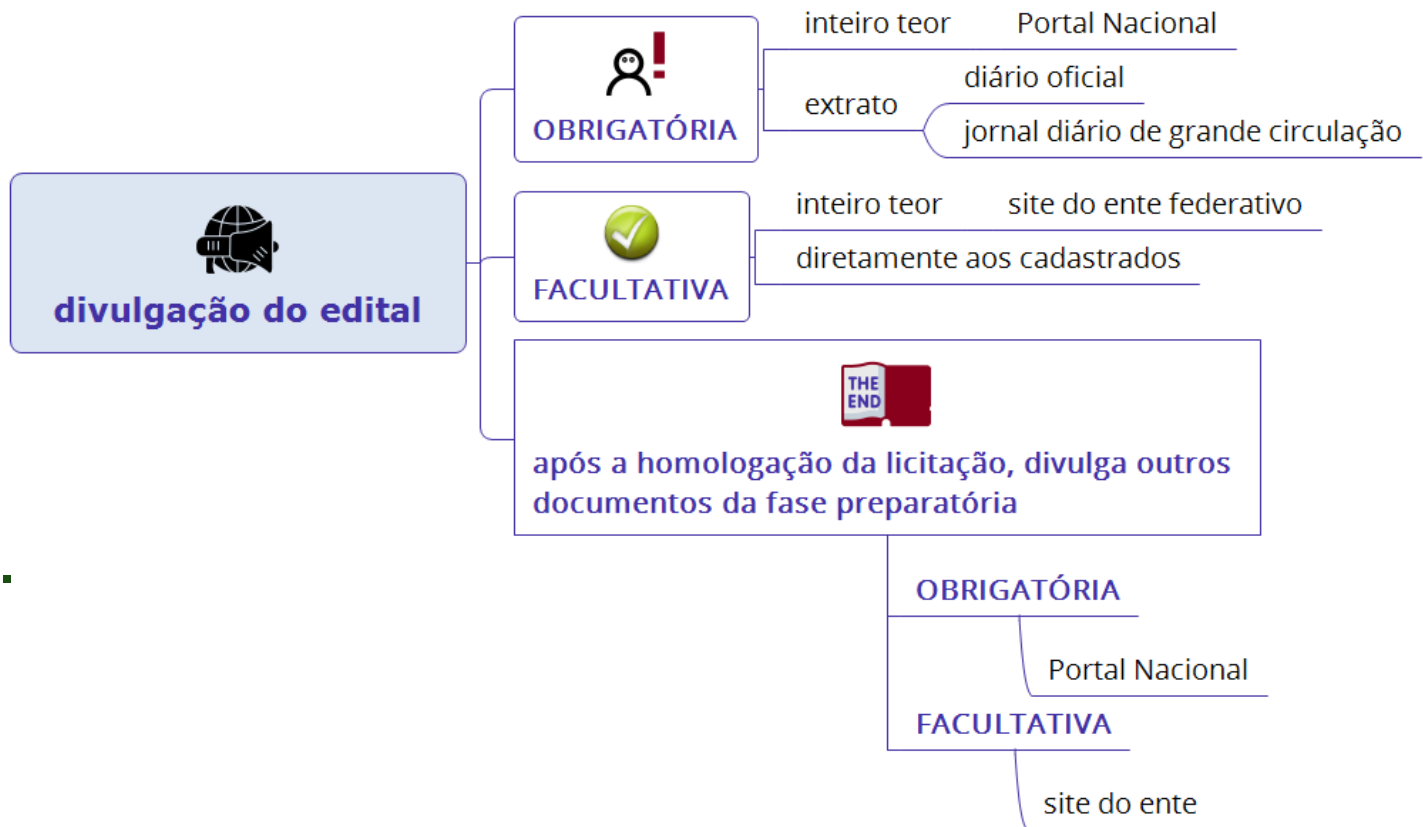 divulgação do edital
OBRIGATÓRIA
inteiro teor Portal Nacional
extrato
diário oficial
jornal diário de grande circulação
FACULTATIVA
inteiro teor site do ente federativo
diretamente aos cadastrados
THE
END
após a homologação da licitação, divulga outros
documentos da fase preparatória
OBRIGATÓRIA
Portal Nacional
FACULTATIVA
site do ente